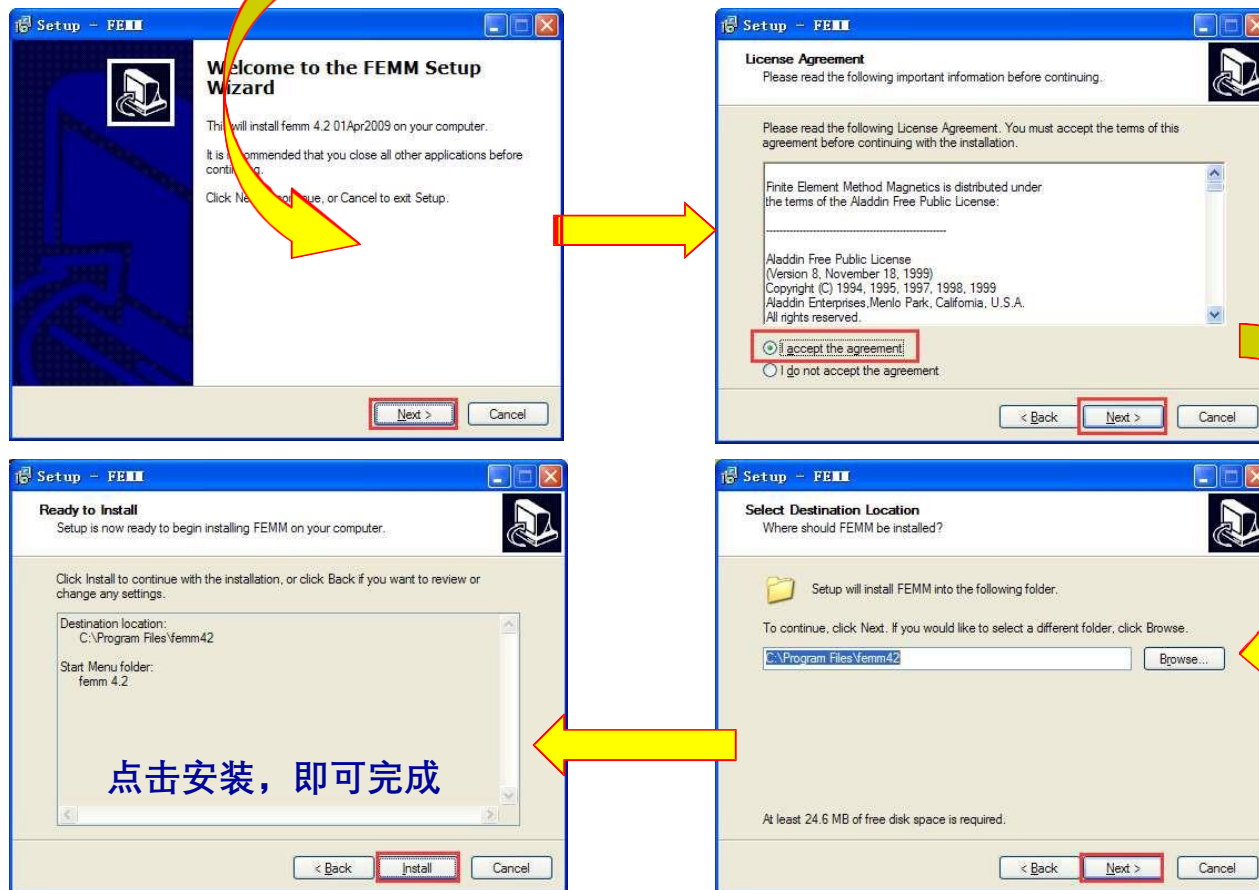 Setup - FEMM
Welcome to the FEMM Setup
Wizard
This will install femm 4.2 01Apr2009 on your computer.
It is recommended that you close all other applications before
continuing.
Click Next to continue, or Cancel to exit Setup.
Next >
Cancel
Setup - FEMM
License Agreement
Please read the following important information before continuing.
Please read the following License Agreement. You must accept the terms of this
agreement before continuing with the installation.
Finite Element Method Magnetics is distributed under
the terms of the Aladdin Free Public License:
-----------------------------------------------------
Aladdin Free Public License
(Version 8, November 18, 1999)
Copyright (C) 1994, 1995, 1997, 1998, 1999
Aladdin Enterprises,Menlo Park, California, U.S.A.
All rights reserved.
I accept the agreement
I do not accept the agreement
< Back
Next >
Cancel
Setup - FEMM
Ready to Install
Setup is now ready to begin installing FEMM on your computer.
Click Install to continue with the installation, or click Back if you want to review or
change any settings.
Destination location:
C:\Program Files\femm42
Start Menu folder:
femm 4.2
点击安装，即可完成
< Back
Install
Cancel
Setup - FEMM
Select Destination Location
Where should FEMM be installed?
Setup will install FEMM into the following folder.
To continue, click Next. If you would like to select a different folder, click Browse.
C:\Program Files\femm42
Browse...
At least 24.6 MB of free disk space is required.
< Back
Next >
Cancel